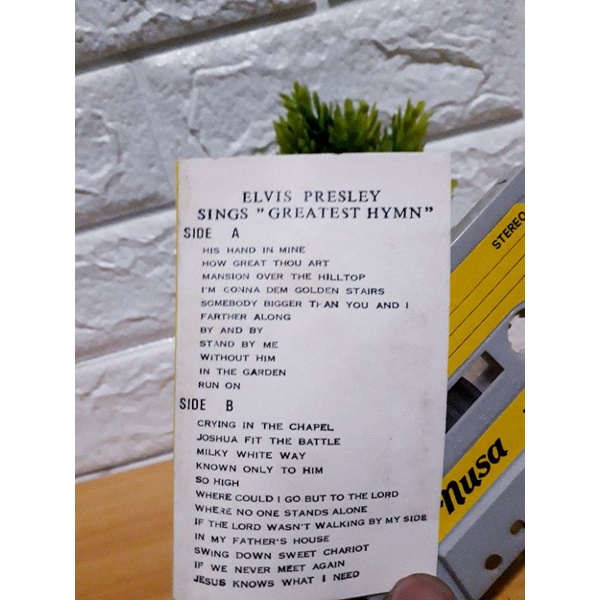 ELVIS PRESLEY
SINGS "GREATEST HYMN"
SIDE A
HIS HAND IN MINE
HOW GREAT THOU ART
MANSION OVER THE HILLTOP
I'M GONNA DEM GOLDEN STAIRS
SOMEBODY BIGGER THAN YOU AND I
FARTHER ALONG
BY AND BY
STAND BY ME
WITHOUT HIM
IN THE GARDEN
RUN ON
SIDE B
CRYING IN THE CHAPEL
JOSHUA FIT THE BATTLE
MILKY WHITE WAY
KNOWN ONLY TO HIM
SO HIGH
WHERE COULD I GO BUT TO THE LORD
WHERE NO ONE STANDS ALONE
IF THE LORD WASN'T WALKING BY MY SIDE
IN MY FATHER'S HOUSE
SWING DOWN SWEET CHARIOT
IF WE NEVER MEET AGAIN
JESUS KNOWS WHAT I NEED
STEREO
Nusa